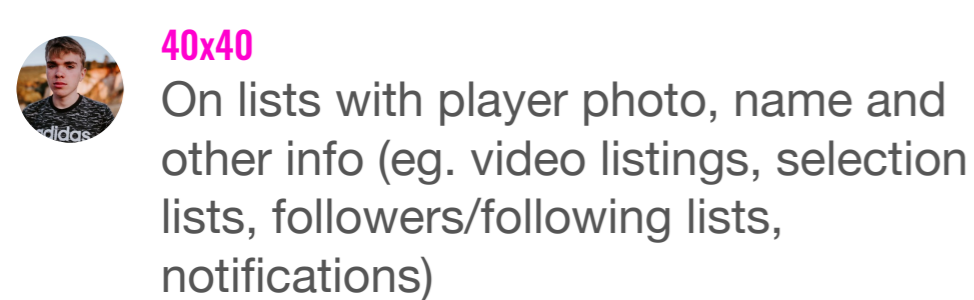 40x40
On lists with player photo, name and
other info (eg. video listings, selection
lists, followers/following lists,
notifications)
adidas